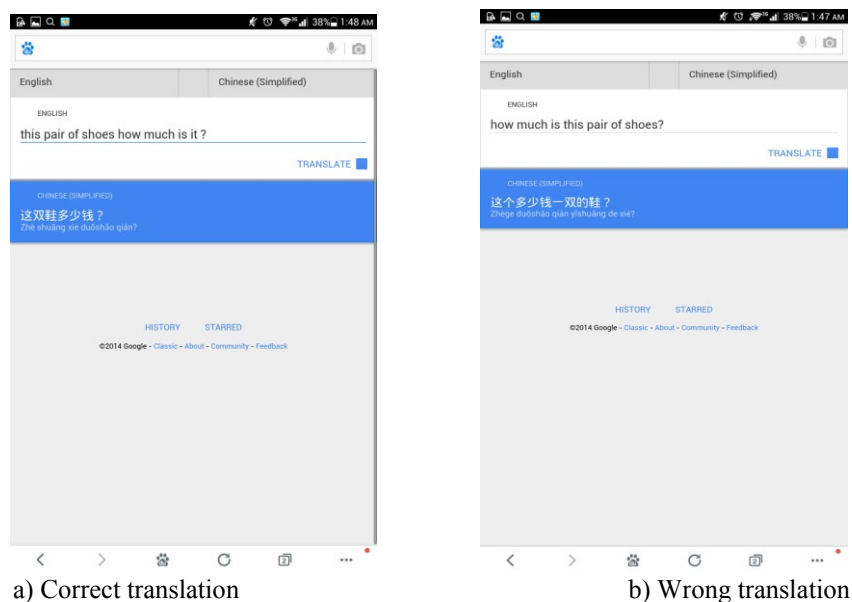 38% 1:48 AM
English Chinese (Simplified)
ENGLISH
this pair of shoes how much is it ?
TRANSLATE
CHINESE (SIMPLIFIED)
这双鞋多少钱？
Zhè shuāng xié duōshǎo qián?
HISTORY STARRED
©2014 Google - Classic - About - Community - Feedback
2
a) Correct translation
38% 1:47 AM
English Chinese (Simplified)
ENGLISH
how much is this pair of shoes?
TRANSLATE
CHINESE (SIMPLIFIED)
这个多少钱一双的鞋？
Zhège duōshǎo qián yīshuāng de xié?
HISTORY STARRED
©2014 Google - Classic - About - Community - Feedback
2
b) Wrong translation